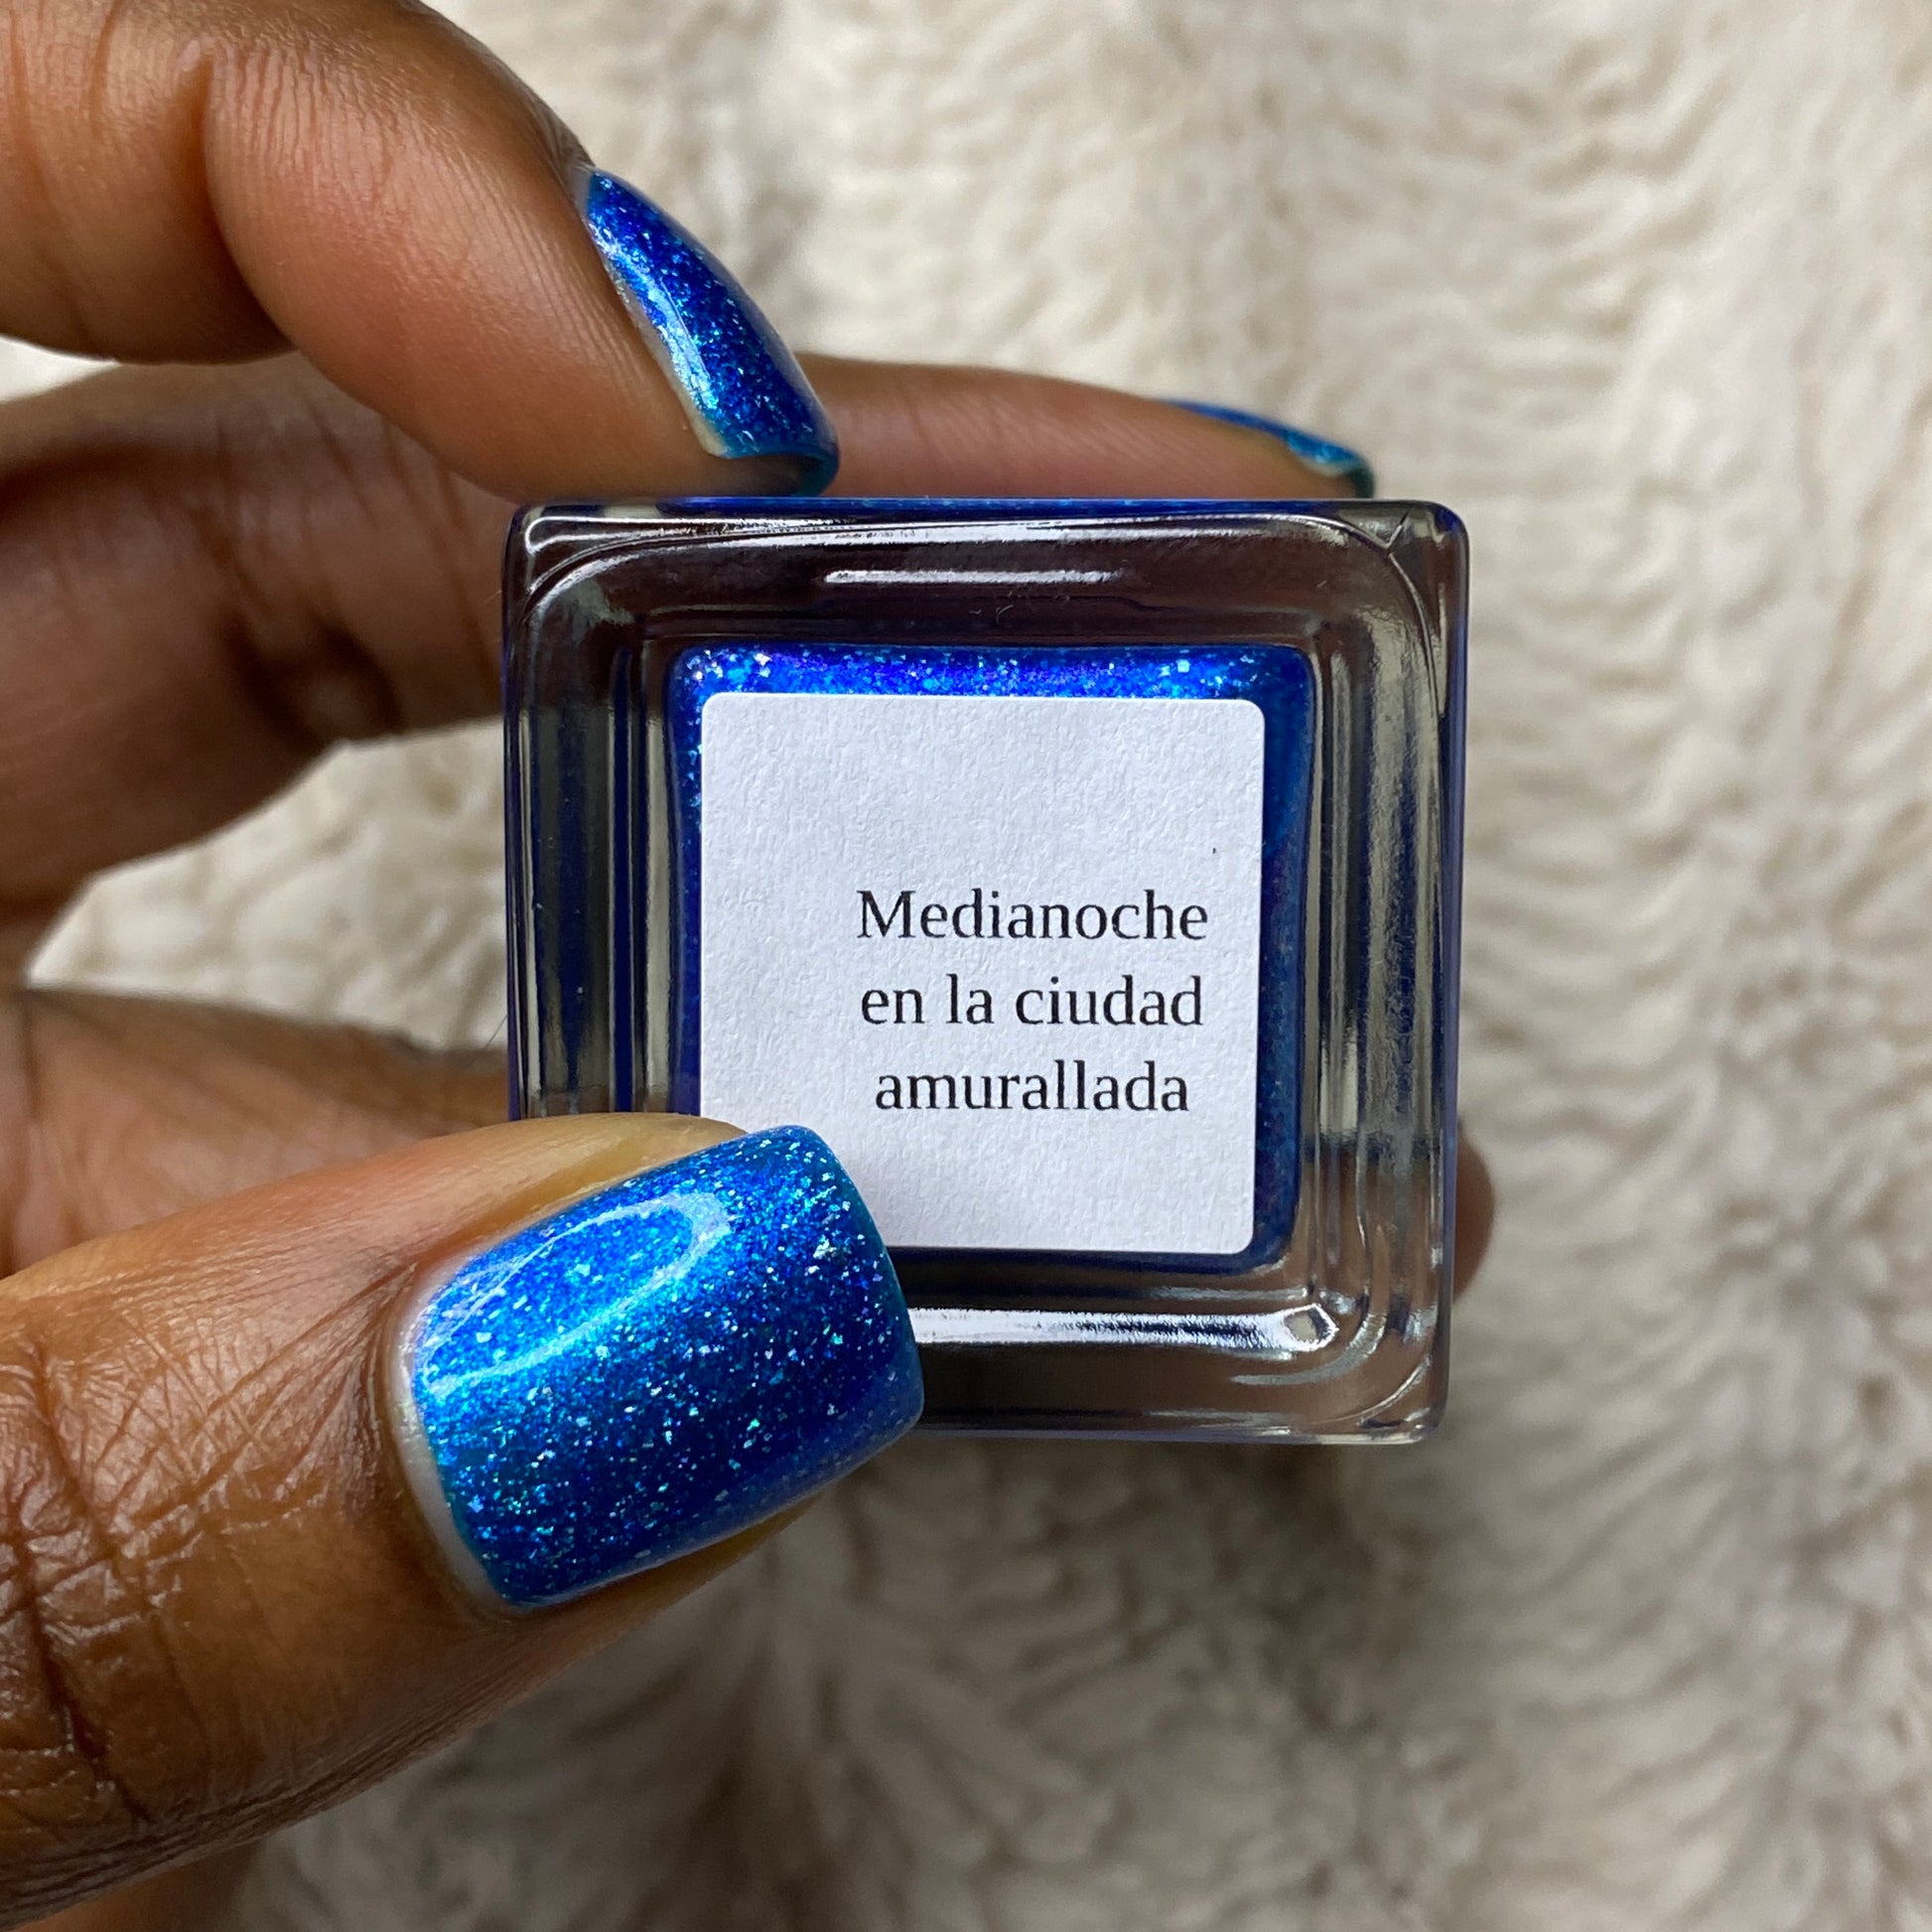 Medianoche
en la ciudad
amurallada